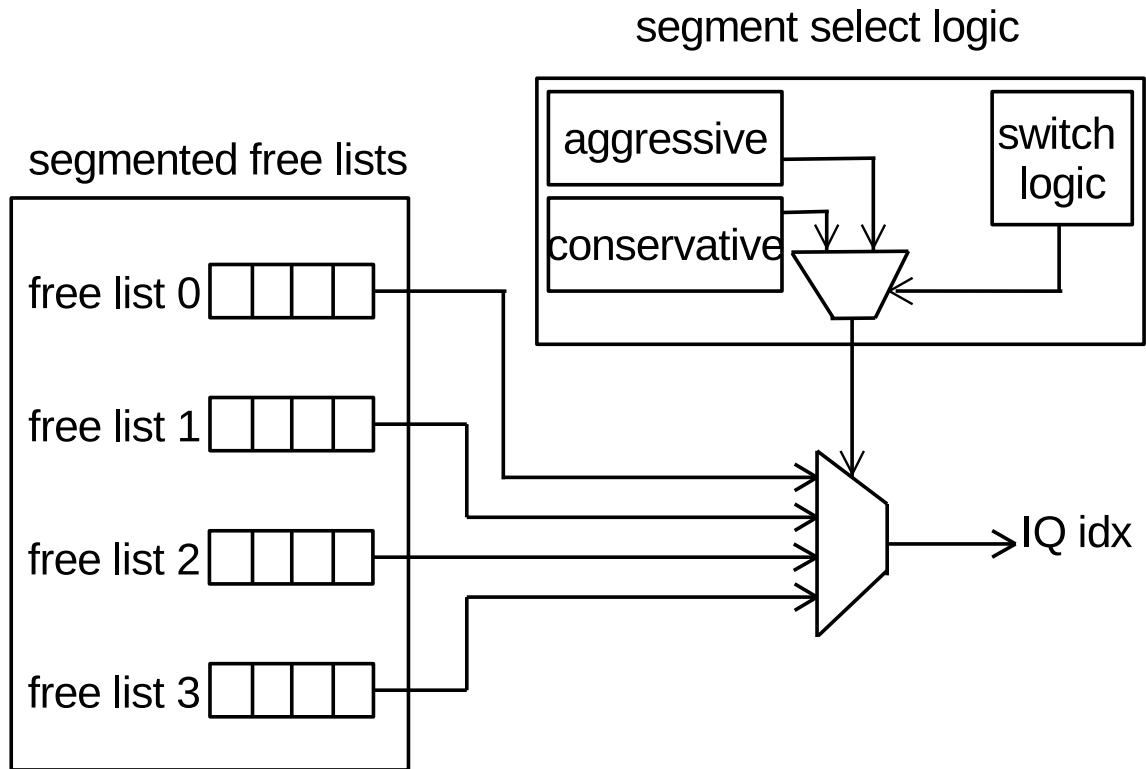 segment select logic
aggressive
conservative
switch
logic
segmented free lists
free list 0
free list 1
free list 2
free list 3
IQ idx